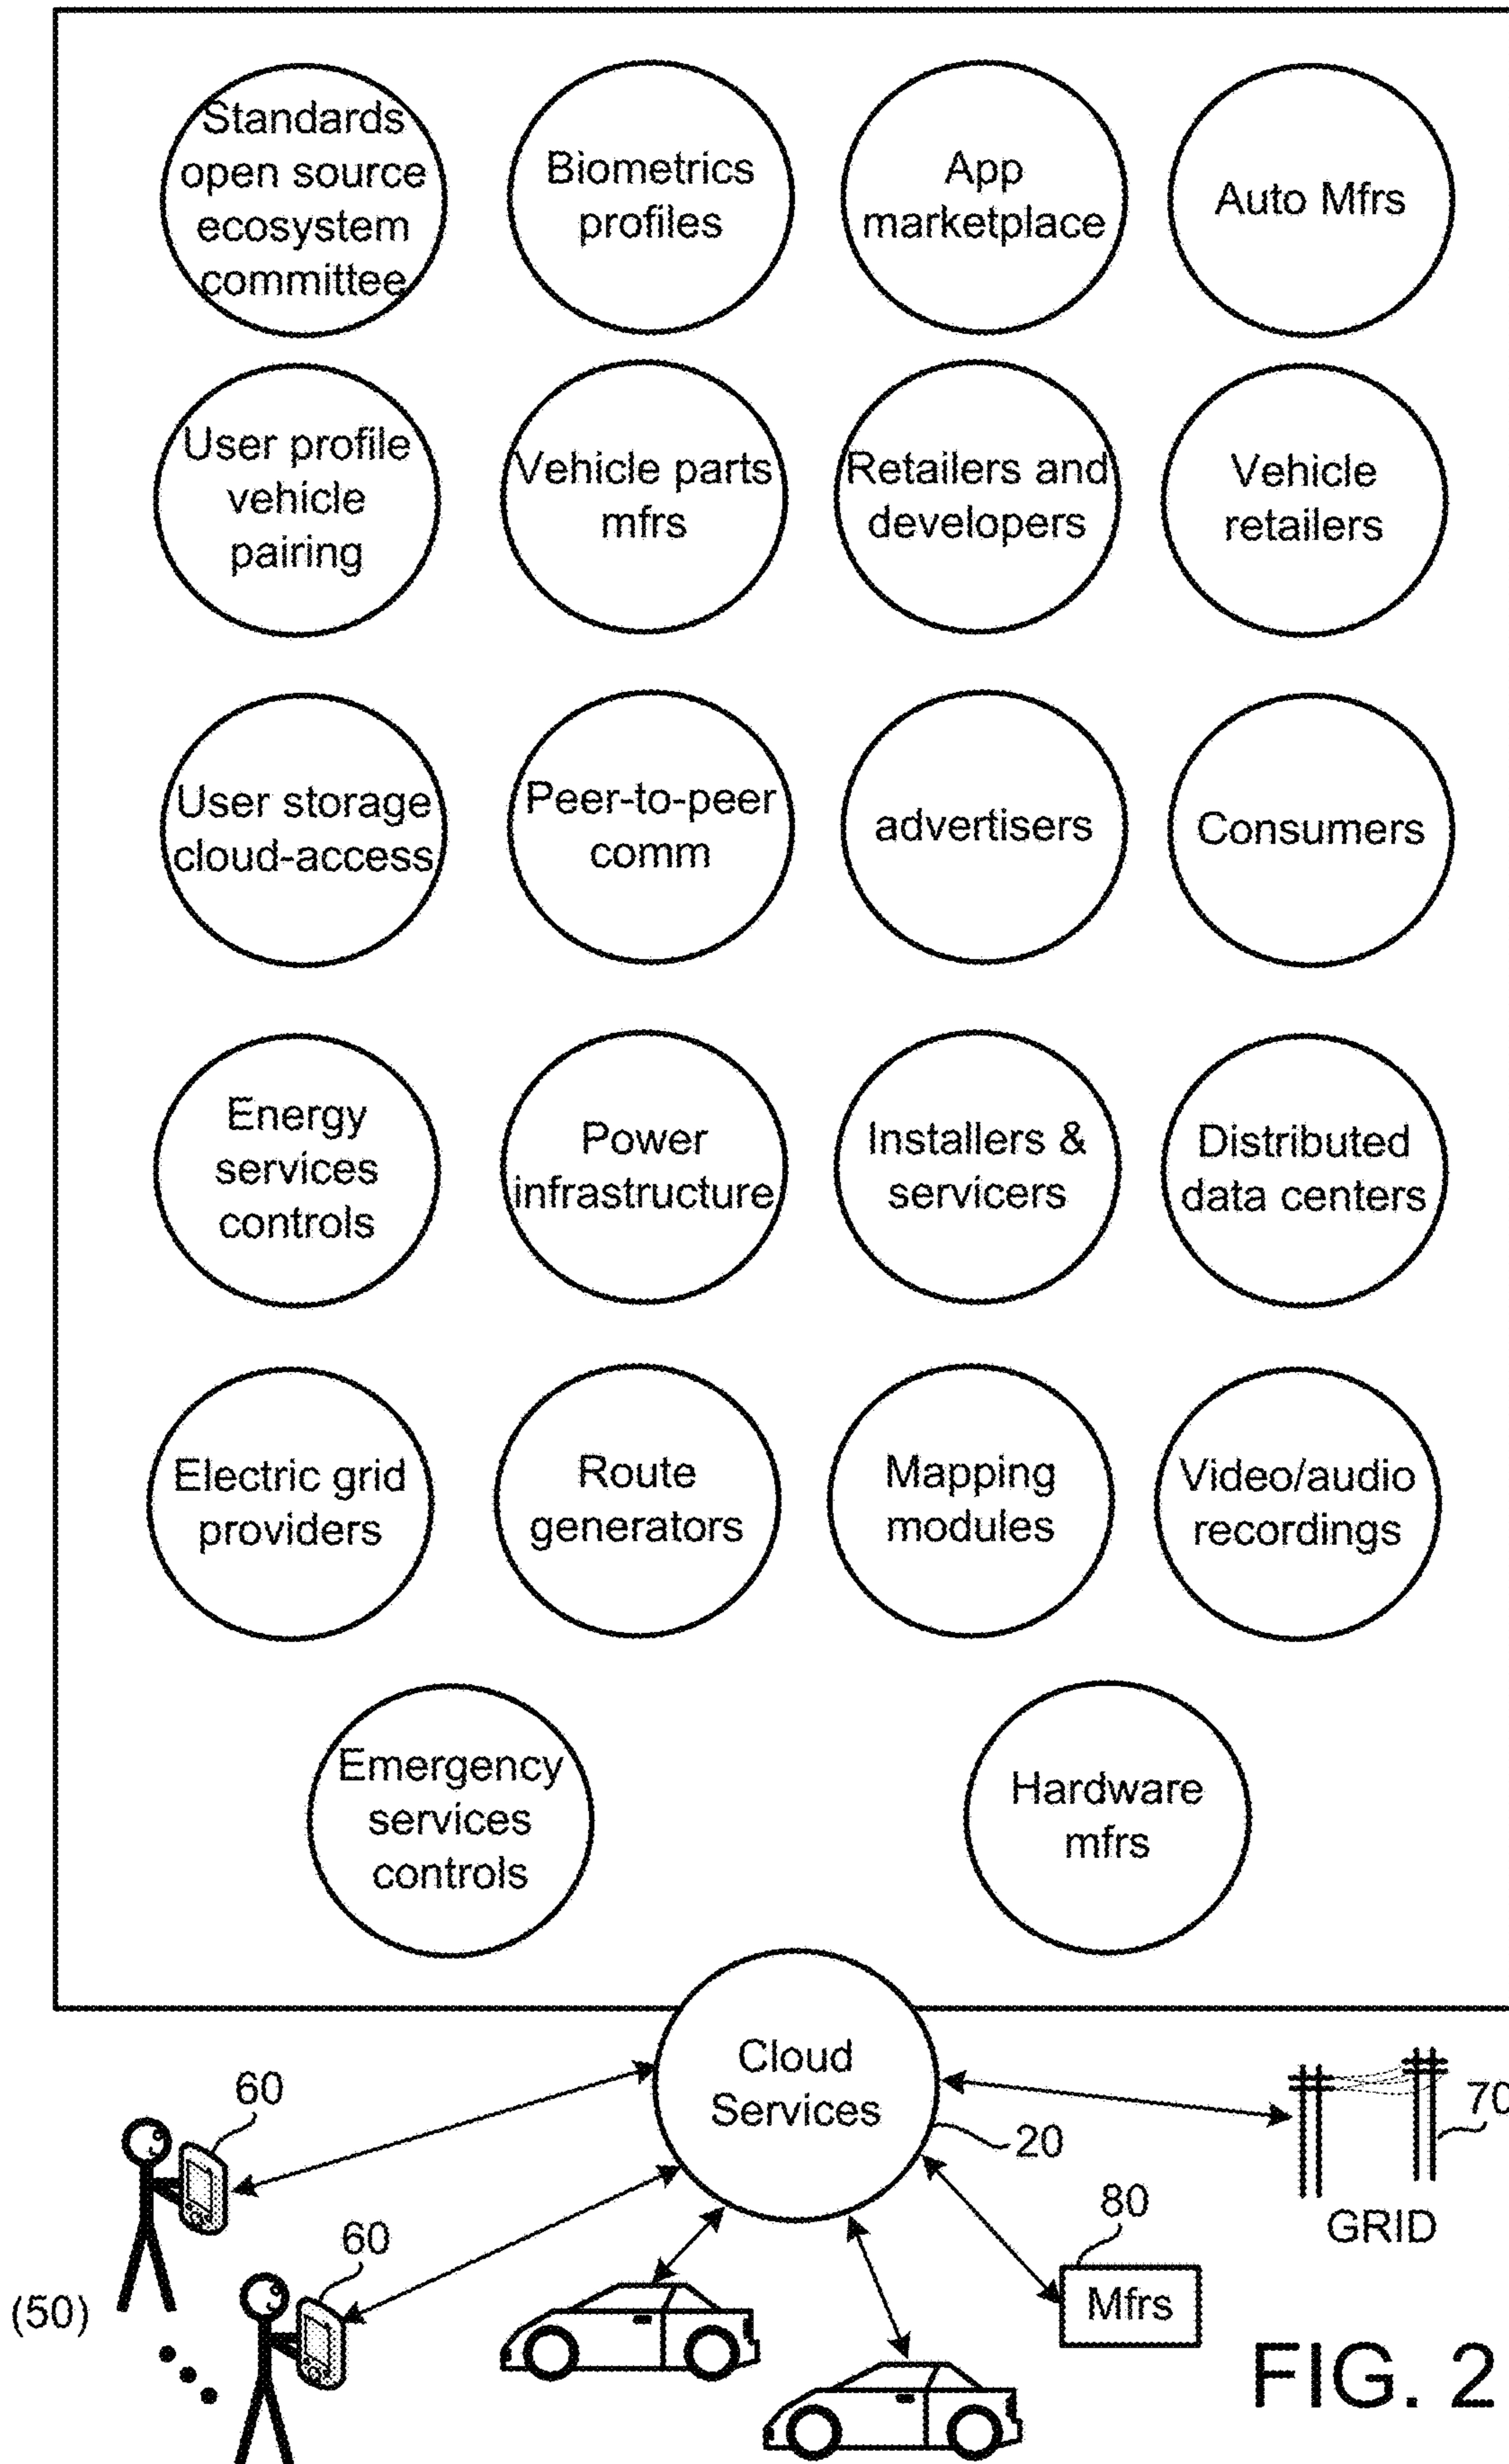 Standards
open source
ecosystem
committee
Biometrics
profiles
App
marketplace
Auto Mfrs
User profile
vehicle
pairing
Vehicle parts
mfrs
Retailers and
developers
Vehicle
retailers
User storage
cloud-access
Peer-to-peer
comm
advertisers
Consumers
Energy
services
controls
Power
infrastructure
Installers &
servicers
Distributed
data centers
Electric grid
providers
Route
generators
Mapping
modules
Video/audio
recordings
Emergency
services
controls
Hardware
mfrs
Cloud
Services
20
60
60
(50)
80
Mfrs
70
GRID
FIG. 2